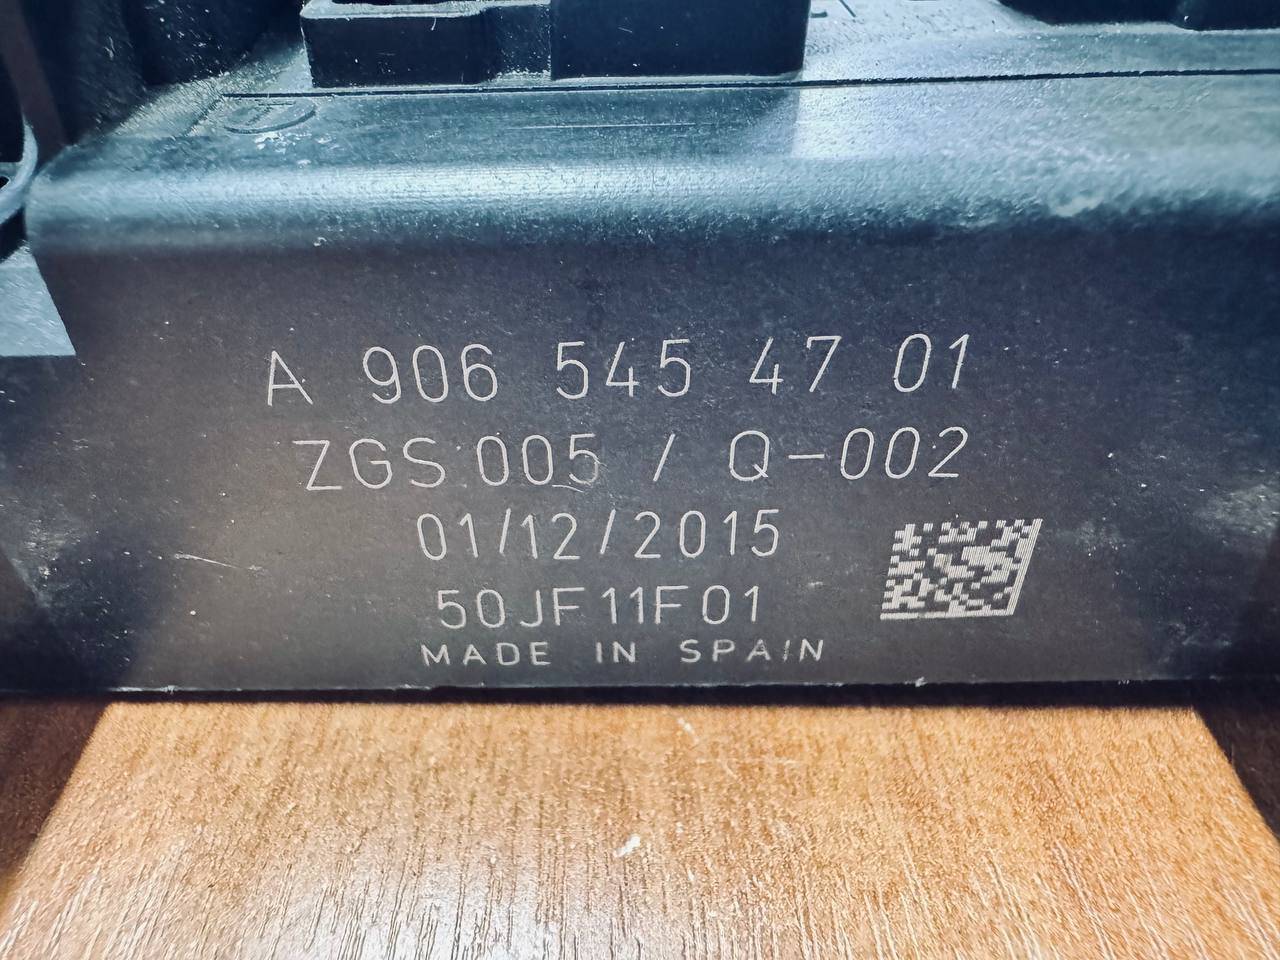 A 906 545 47 01
ZGS 005 / Q-002
01/12/2015
50JF11F01
MADE IN SPAIN